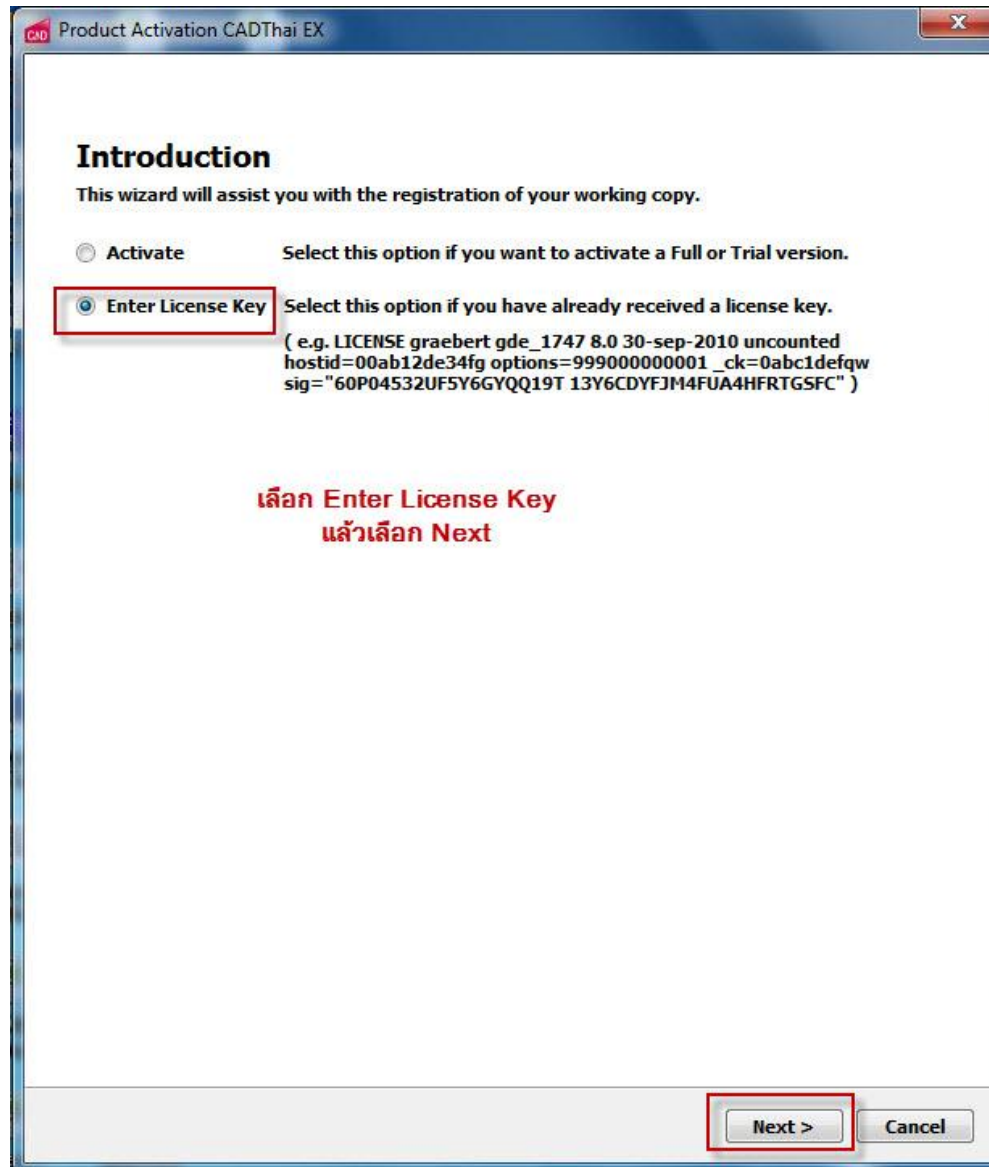 CAD
Product Activation CADThai EX
X
Introduction
This wizard will assist you with the registration of your working copy.
Activate Select this option if you want to activate a Full or Trial version.
Enter License Key Select this option if you have already received a license key.
( e.g. LICENSE graebert gde_1747 8.0 30-sep-2010 uncounted
hostid=00ab12de34fg options=999000000001 _ck=0abc1defqw
sig="60P04532UF5Y6GYQQ19T 13Y6CDYFJM4FUA4HFRTGSFC" )
เลือก Enter License Key
แล้วเลือก Next
Next > Cancel